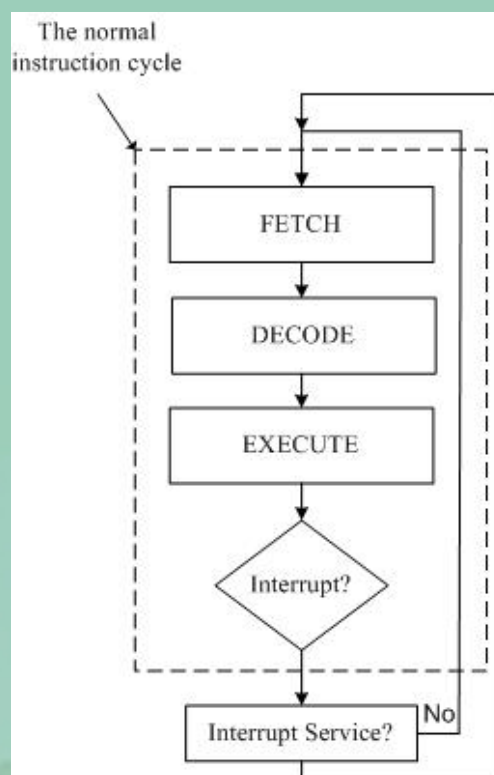 The normal
instruction cycle
FETCH
DECODE
EXECUTE
Interrupt?
Interrupt Service?
No